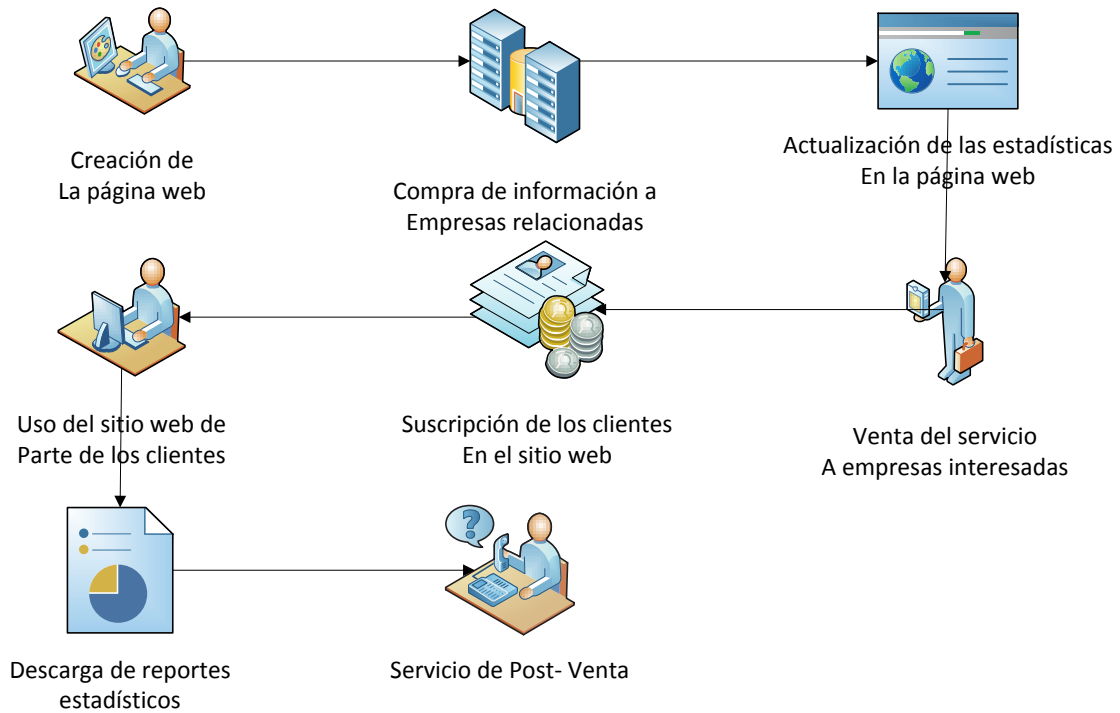 Creación de
La página web
Compra de información a
Empresas relacionadas
Actualización de las estadísticas
En la página web
Venta del servicio
A empresas interesadas
Suscripción de los clientes
En el sitio web
Uso del sitio web de
Parte de los clientes
Descarga de reportes
estadísticos
Servicio de Post- Venta